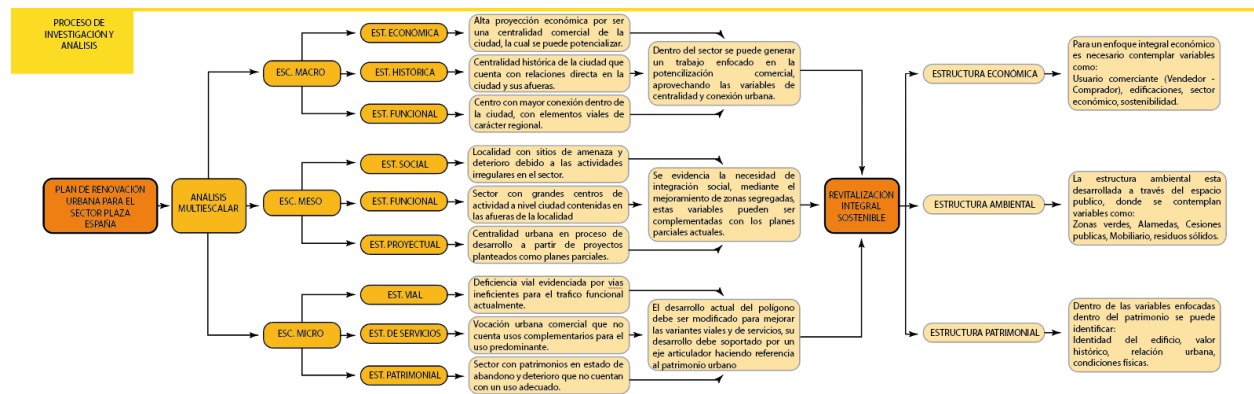 PROCESO DE
INVESTIGACIÓN Y
ANÁLISIS
PLAN DE RENOVACIÓN
URBANA PARA EL
SECTOR PLAZA
ESPAÑA
ANÁLISIS
MULTIESCALAR
ESC. MACRO
EST. ECONÓMICA
Alta proyección económica por ser
una centralidad comercial de la
ciudad, la cual se puede potencializar.
EST. HISTÓRICA
Centralidad histórica de la ciudad que
cuenta con relaciones directa en la
ciudad y sus afueras.
EST. FUNCIONAL
Centro con mayor conexión dentro de
la ciudad, con elementos viales de
carácter regional.
Dentro del sector se puede generar
un trabajo enfocado en la
potencilización comercial,
aprovechando las variables de
centralidad y conexión urbana.
ESC. MESO
EST. SOCIAL
Localidad con sitios de amenaza y
deterioro debido a las actividades
irregulares en el sector.
EST. FUNCIONAL
Sector con grandes centros de
actividad a nivel ciudad contenidas en
las afueras de la localidad
EST. PROYECTUAL
Centralidad urbana en proceso de
desarrollo a partir de proyectos
planteados como planes parciales.
Se evidencia la necesidad de
integración social, mediante el
mejoramiento de zonas segregadas,
estas variables pueden ser
complementadas con los planes
parciales actuales.
ESC. MICRO
EST. VIAL
Deficiencia vial evidenciada por vias
ineficientes para el trafico funcional
actualmente.
EST. DE SERVICIOS
Vocación urbana comercial que no
cuenta usos complementarios para el
uso predominante.
EST. PATRIMONIAL
Sector con patrimonios en estado de
abandono y deterioro que no cuentan
con un uso adecuado.
El desarrollo actual del polígono
debe ser modificado para mejorar
las variantes viales y de servicios, su
desarrollo debe soportado por un
eje articulador haciendo referencia
al patrimonio urbano
REVITALIZACIÓN
INTEGRAL
SOSTENIBLE
ESTRUCTURA ECONÓMICA
Para un enfoque integral económico
es necesario contemplar variables
como:
Usuario comerciante (Vendedor -
Comprador), edificaciones, sector
económico, sostenibilidad.
ESTRUCTURA AMBIENTAL
La estructura ambiental esta
desarrollada a través del espacio
publico, donde se contemplan
variables como:
Zonas verdes, Alamedas, Cesiones
publicas, Mobiliario, residuos sólidos.
ESTRUCTURA PATRIMONIAL
Dentro de las variables enfocadas
dentro del patrimonio se puede
identificar:
Identidad del edificio, valor
histórico, relación urbana,
condiciones físicas.